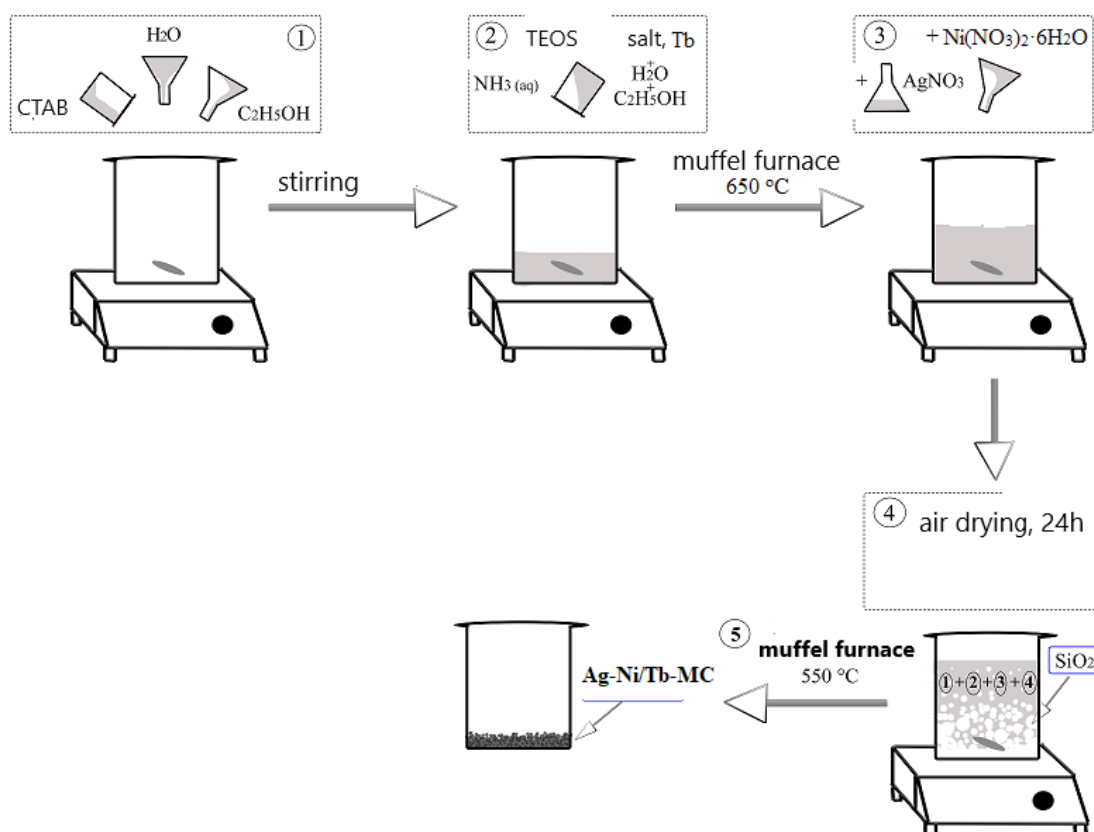 ①
H2O
CTAB
C2H5OH
stirring
②
TEOS
salt, Tb
NH3 (aq)
+
H2O
+
C2H5OH
muffel furnace
650 °C
③
+ Ni(NO3)2·6H2O
+
AgNO3
④
air drying, 24h
SiO2
①+②+③+④
⑤
muffel furnace
550 °C
Ag-Ni/Tb-MC